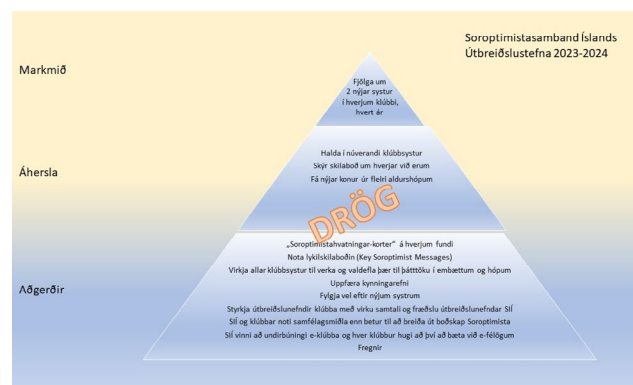 Soroptimistasamband Íslands
Útbreiðslustefna 2023-2024
Markmið
Fjölga um
2 nýjar systur
í hverjum klúbbi,
hvert ár
Áhersla
Halda í núverandi klúbbsystur
Skýr skilaboð um hverjar við erum
Fá nýjar konur úr fleiri aldurshópum
DRÖG
Aðgerðir
„Soroptimistahvatningar-korter“ á hverjum fundi
Nota lykilskilaboðin (Key Soroptimist Messages)
Virkja allar klúbbsystur til verka og valdefla þær til þátttöku í embættum og hópum
Uppfæra kynningarefni
Fylgja vel eftir nýjum systrum
Styrkja útbreiðslunefndir klúbba með virku samtali og fræðslu útbreiðslunefndar SIÍ
SIÍ og klúbbar noti samfélagsmiðla enn betur til að breiða út boðskap Soroptimista
SIÍ vinni að undirbúningi e-klúbba og hver klúbbur hugi að því að bæta við e-félögum
Fregnir